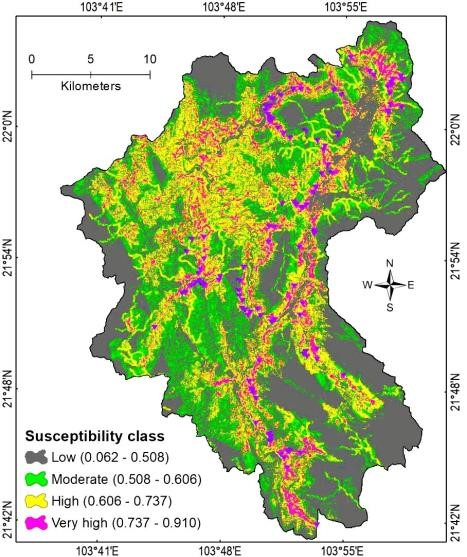 103°41'E 103°48'E 103°55'E
0 5 10
Kilometers
22°0'N 22°0'N
N
W E
S
21°54'N 21°54'N
21°48'N 21°48'N
Susceptibility class
Low (0.062 - 0.508)
Moderate (0.508 - 0.606)
High (0.606 - 0.737)
Very high (0.737 - 0.910)
21°42'N 21°42'N
103°41'E 103°48'E 103°55'E